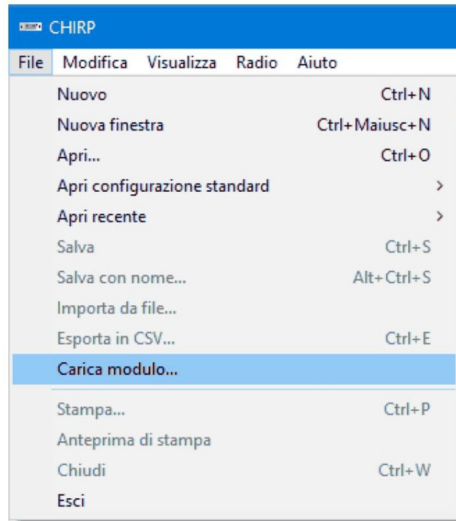 CHIRP
File Modifica Visualizza Radio Aiuto
Nuovo Ctrl+N
Nuova finestra Ctrl+Maiusc+N
Apri... Ctrl+O
Apri configurazione standard >
Apri recente >
Salva Ctrl+S
Salva con nome... Alt+Ctrl+S
Importa da file...
Esporta in CSV... Ctrl+E
Carica modulo...
Stampa... Ctrl+P
Anteprima di stampa
Chiudi Ctrl+W
Esci